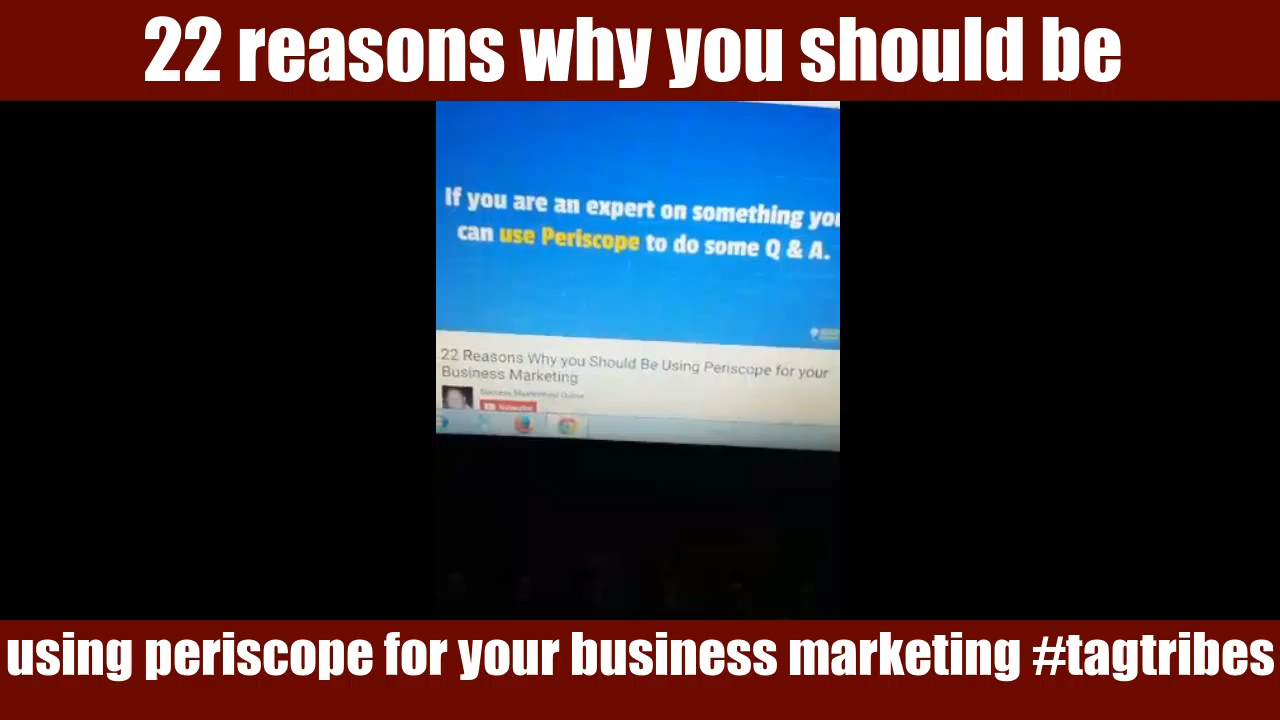 22 reasons why you should be
If you are an expert on something you
can use Periscope to do some Q & A.
22 Reasons Why you Should Be Using Periscope for your
Business Marketing
Subscribe
using periscope for your business marketing #tagtribes